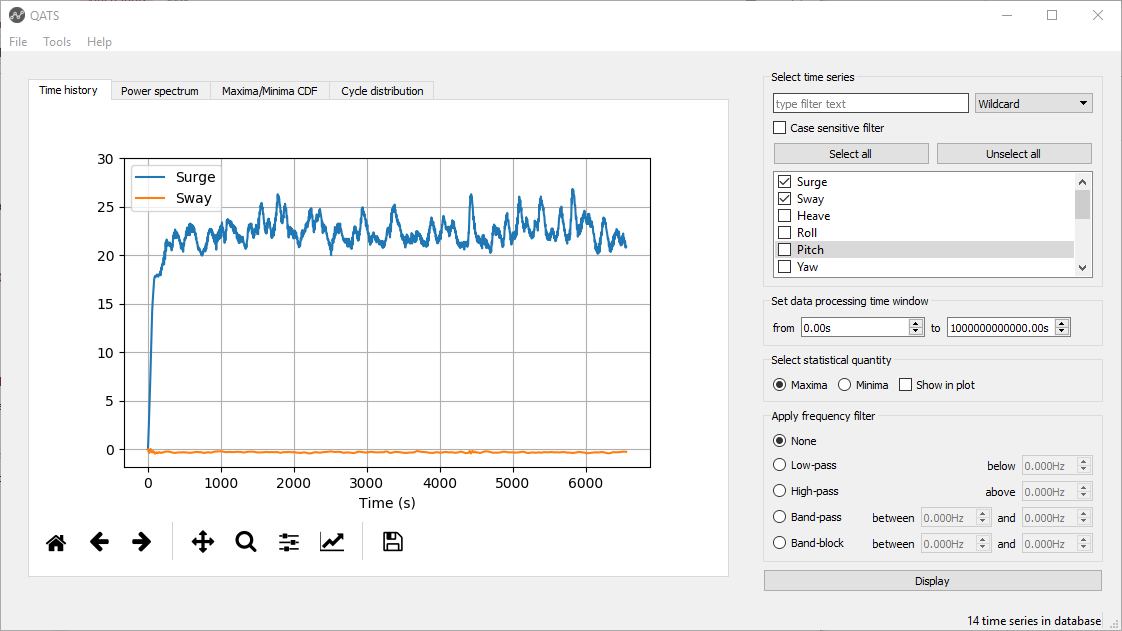 QATS
File Tools Help
Time history Power spectrum Maxima/Minima CDF Cycle distribution
30
25
20
15
10
5
0
Surge
Sway
0 1000 2000 3000 4000 5000 6000
Time (s)
Select time series
type filter text Wildcard
Case sensitive filter
Select all Unselect all
Surge
Sway
Heave
Roll
Pitch
Yaw
Set data processing time window
from 0.00s to 1000000000000.00s
Select statistical quantity
Maxima Minima Show in plot
Apply frequency filter
None
Low-pass below 0.000Hz
High-pass above 0.000Hz
Band-pass between 0.000Hz and 0.000Hz
Band-block between 0.000Hz and 0.000Hz
Display
14 time series in database